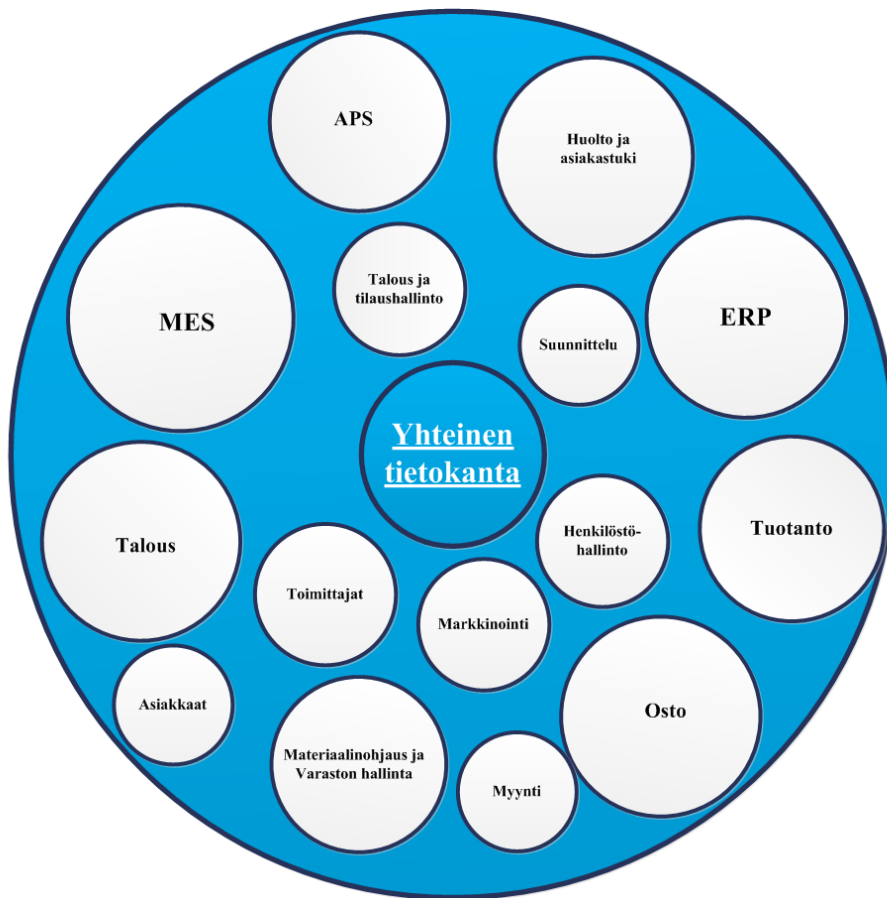 APS
Huolto ja
asiakastuki
Talous ja
tilaushallinto
MES
ERP
Suunnittelu
Yhteinen
tietokanta
Talous
Tuotanto
Henkilöstö-
hallinto
Toimittajat
Markkinointi
Asiakkaat
Osto
Materiaalinohjaus ja
Varaston hallinta
Myynti